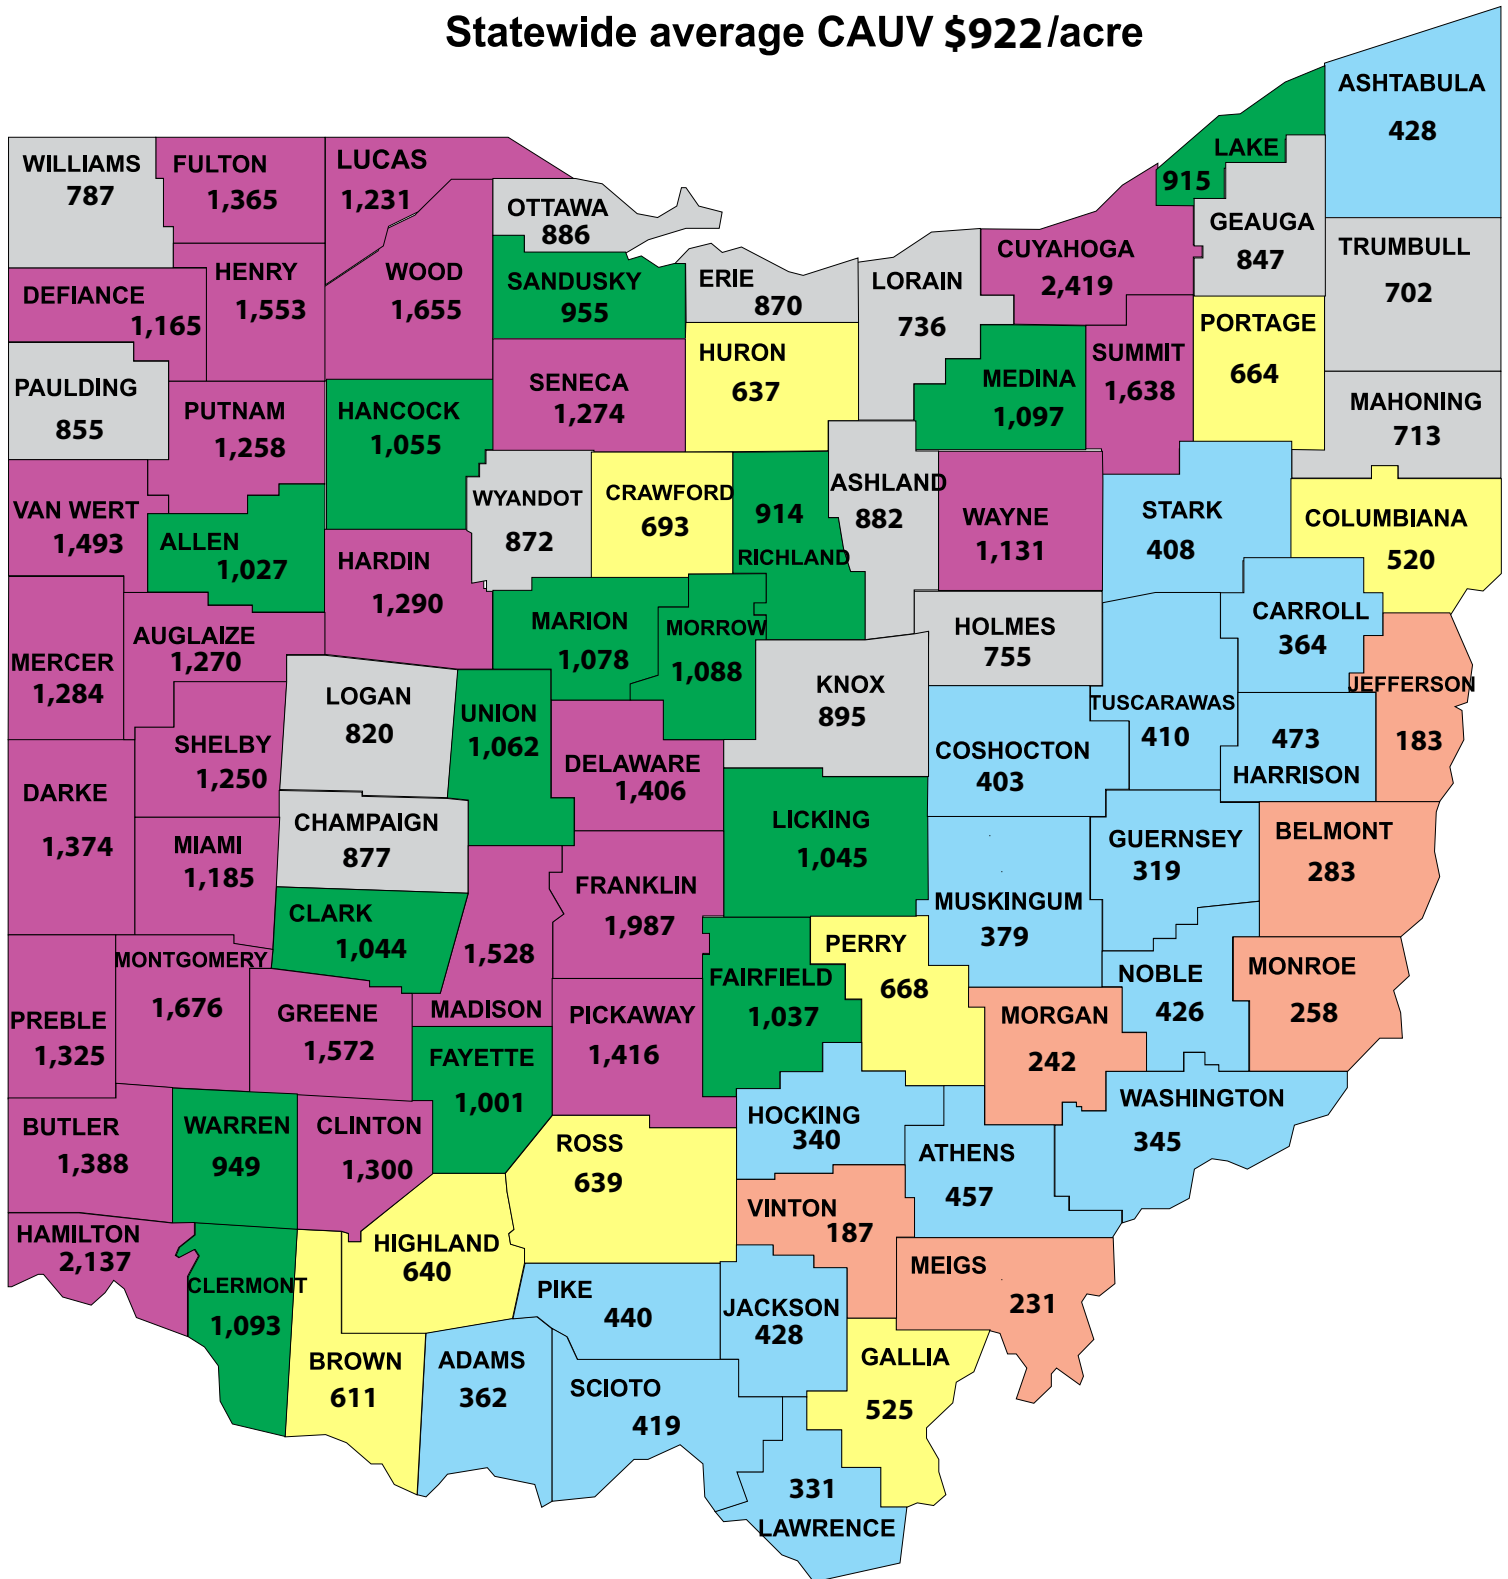 Statewide average CAUV $922/acre
ASHTABULA
428
LAKE
915
WILLIAMS
787
FULTON
1,365
LUCAS
1,231
OTTAWA
886
GEAUGA
847
TRUMBULL
702
CUYAHOGA
2,419
HENRY
1,553
WOOD
1,655
SANDUSKY
955
ERIE
870
LORAIN
736
DEFIANCE
1,165
PORTAGE
664
HURON
637
SUMMIT
1,638
MEDINA
1,097
SENECA
1,274
PAULDING
855
PUTNAM
1,258
HANCOCK
1,055
MAHONING
713
WYANDOT
872
CRAWFORD
693
914
RICHLAND
ASHLAND
882
WAYNE
1,131
STARK
408
COLUMBIANA
520
VAN WERT
1,493
ALLEN
1,027
HARDIN
1,290
MARION
1,078
MORROW
1,088
HOLMES
755
CARROLL
364
AUGLAIZE
1,270
MERCER
1,284
LOGAN
820
UNION
1,062
KNOX
895
TUSCARAWAS
410
JEFFERSON
183
473
HARRISON
COSHOCTON
403
SHELBY
1,250
DELAWARE
1,406
DARKE
1,374
CHAMPAIGN
877
LICKING
1,045
GUERNSEY
319
BELMONT
283
MIAMI
1,185
FRANKLIN
1,987
MUSKINGUM
379
CLARK
1,044
1,528
MADISON
PERRY
668
MONTGOMERY
1,676
FAIRFIELD
1,037
NOBLE
426
MONROE
258
PREBLE
1,325
GREENE
1,572
PICKAWAY
1,416
MORGAN
242
FAYETTE
1,001
WASHINGTON
345
BUTLER
1,388
WARREN
949
CLINTON
1,300
ROSS
639
HOCKING
340
ATHENS
457
VINTON
187
HAMILTON
2,137
HIGHLAND
640
MEIGS
231
CLERMONT
1,093
PIKE
440
JACKSON
428
BROWN
611
ADAMS
362
SCIOTO
419
GALLIA
525
331
LAWRENCE